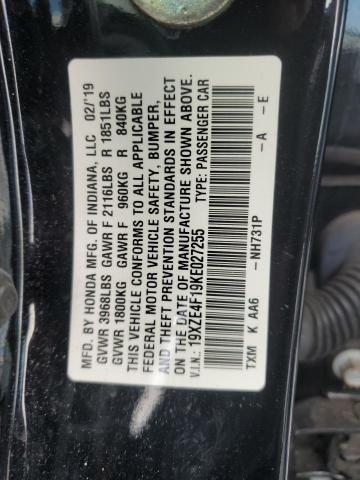 MFD. BY HONDA MFG. OF INDIANA, LLC 02/'19
GVWR 3968LBS GAWR F 2116LBS R 1851LBS
GVWR 1800KG GAWR F 960KG R 840KG
THIS VEHICLE CONFORMS TO ALL APPLICABLE
FEDERAL MOTOR VEHICLE SAFETY, BUMPER,
AND THEFT PREVENTION STANDARDS IN EFFECT
ON THE DATE OF MANUFACTURE SHOWN ABOVE.
V.I.N.: 19XZE4F19KE027255 TYPE: PASSENGER CAR
TXM K AA6 -NH731P -A -E